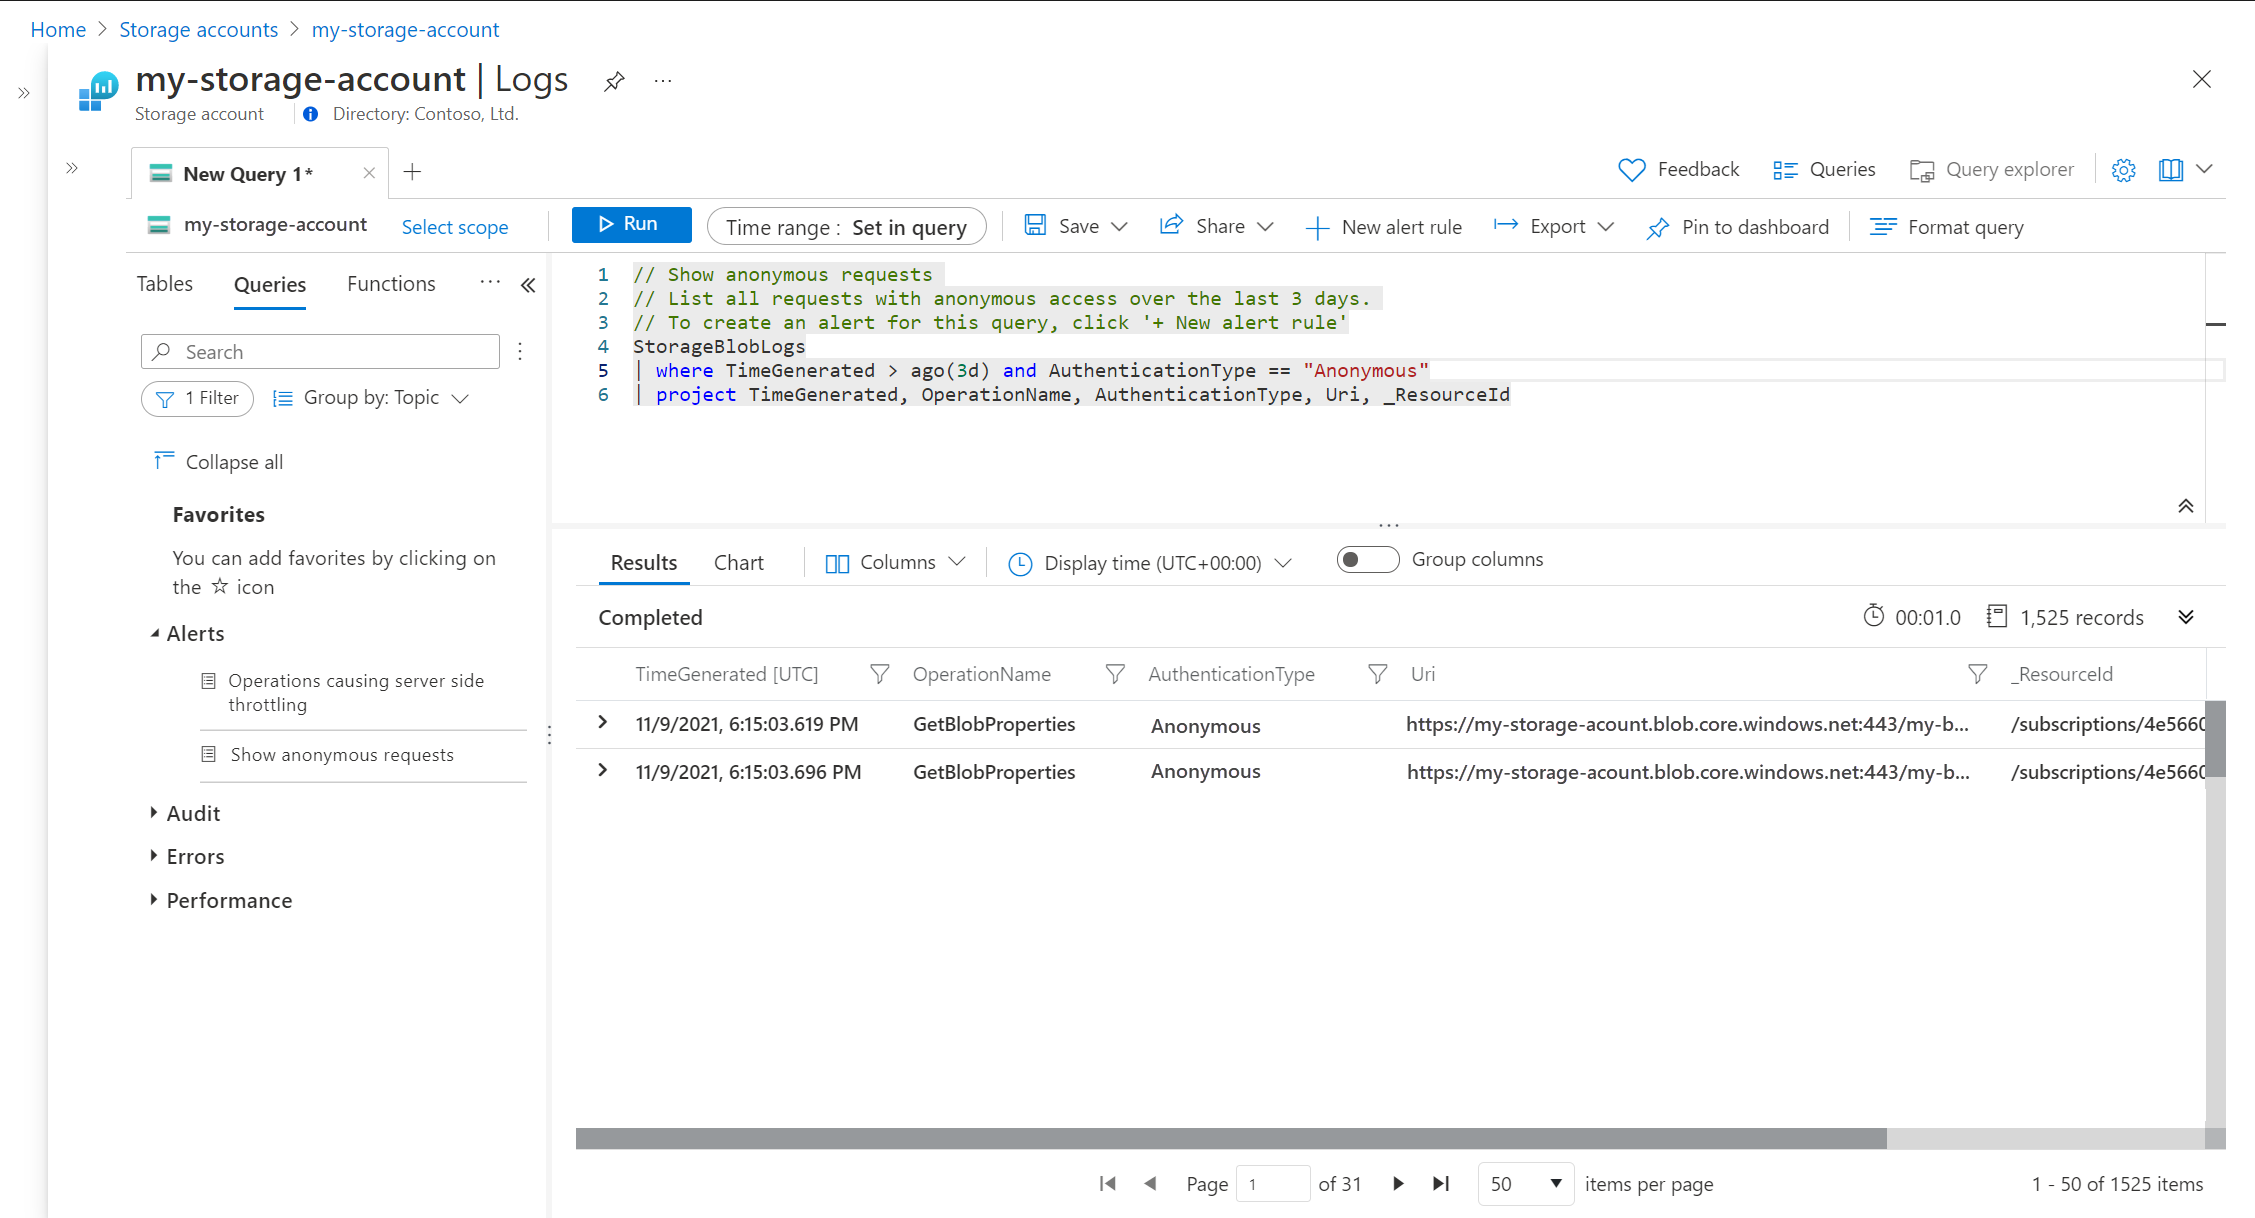 Home > Storage accounts > my-storage-account
my-storage-account | Logs
Storage account
Directory: Contoso, Ltd.
New Query 1*
Feedback
Queries
Query explorer
my-storage-account
Select scope
Run
Time range : Set in query
Save
Share
New alert rule
Export
Pin to dashboard
Format query
Tables
Queries
Functions
Search
1 Filter
Group by: Topic
Collapse all
Favorites
You can add favorites by clicking on
the ☆ icon
Alerts
Operations causing server side
throttling
Show anonymous requests
Audit
Errors
Performance
1 // Show anonymous requests
2 // List all requests with anonymous access over the last 3 days.
3 // To create an alert for this query, click '+ New alert rule'
4 StorageBlobLogs
5 | where TimeGenerated > ago(3d) and AuthenticationType == "Anonymous"
6 | project TimeGenerated, OperationName, AuthenticationType, Uri, _ResourceId
Results
Chart
Columns
Display time (UTC+00:00)
Group columns
Completed
00:01.0
1,525 records
TimeGenerated [UTC] OperationName AuthenticationType Uri _ResourceId
11/9/2021, 6:15:03.619 PM GetBlobProperties Anonymous https://my-storage-acount.blob.core.windows.net:443/my-b... /subscriptions/4e5660
11/9/2021, 6:15:03.696 PM GetBlobProperties Anonymous https://my-storage-acount.blob.core.windows.net:443/my-b... /subscriptions/4e5660
Page 1 of 31
50 items per page
1 - 50 of 1525 items